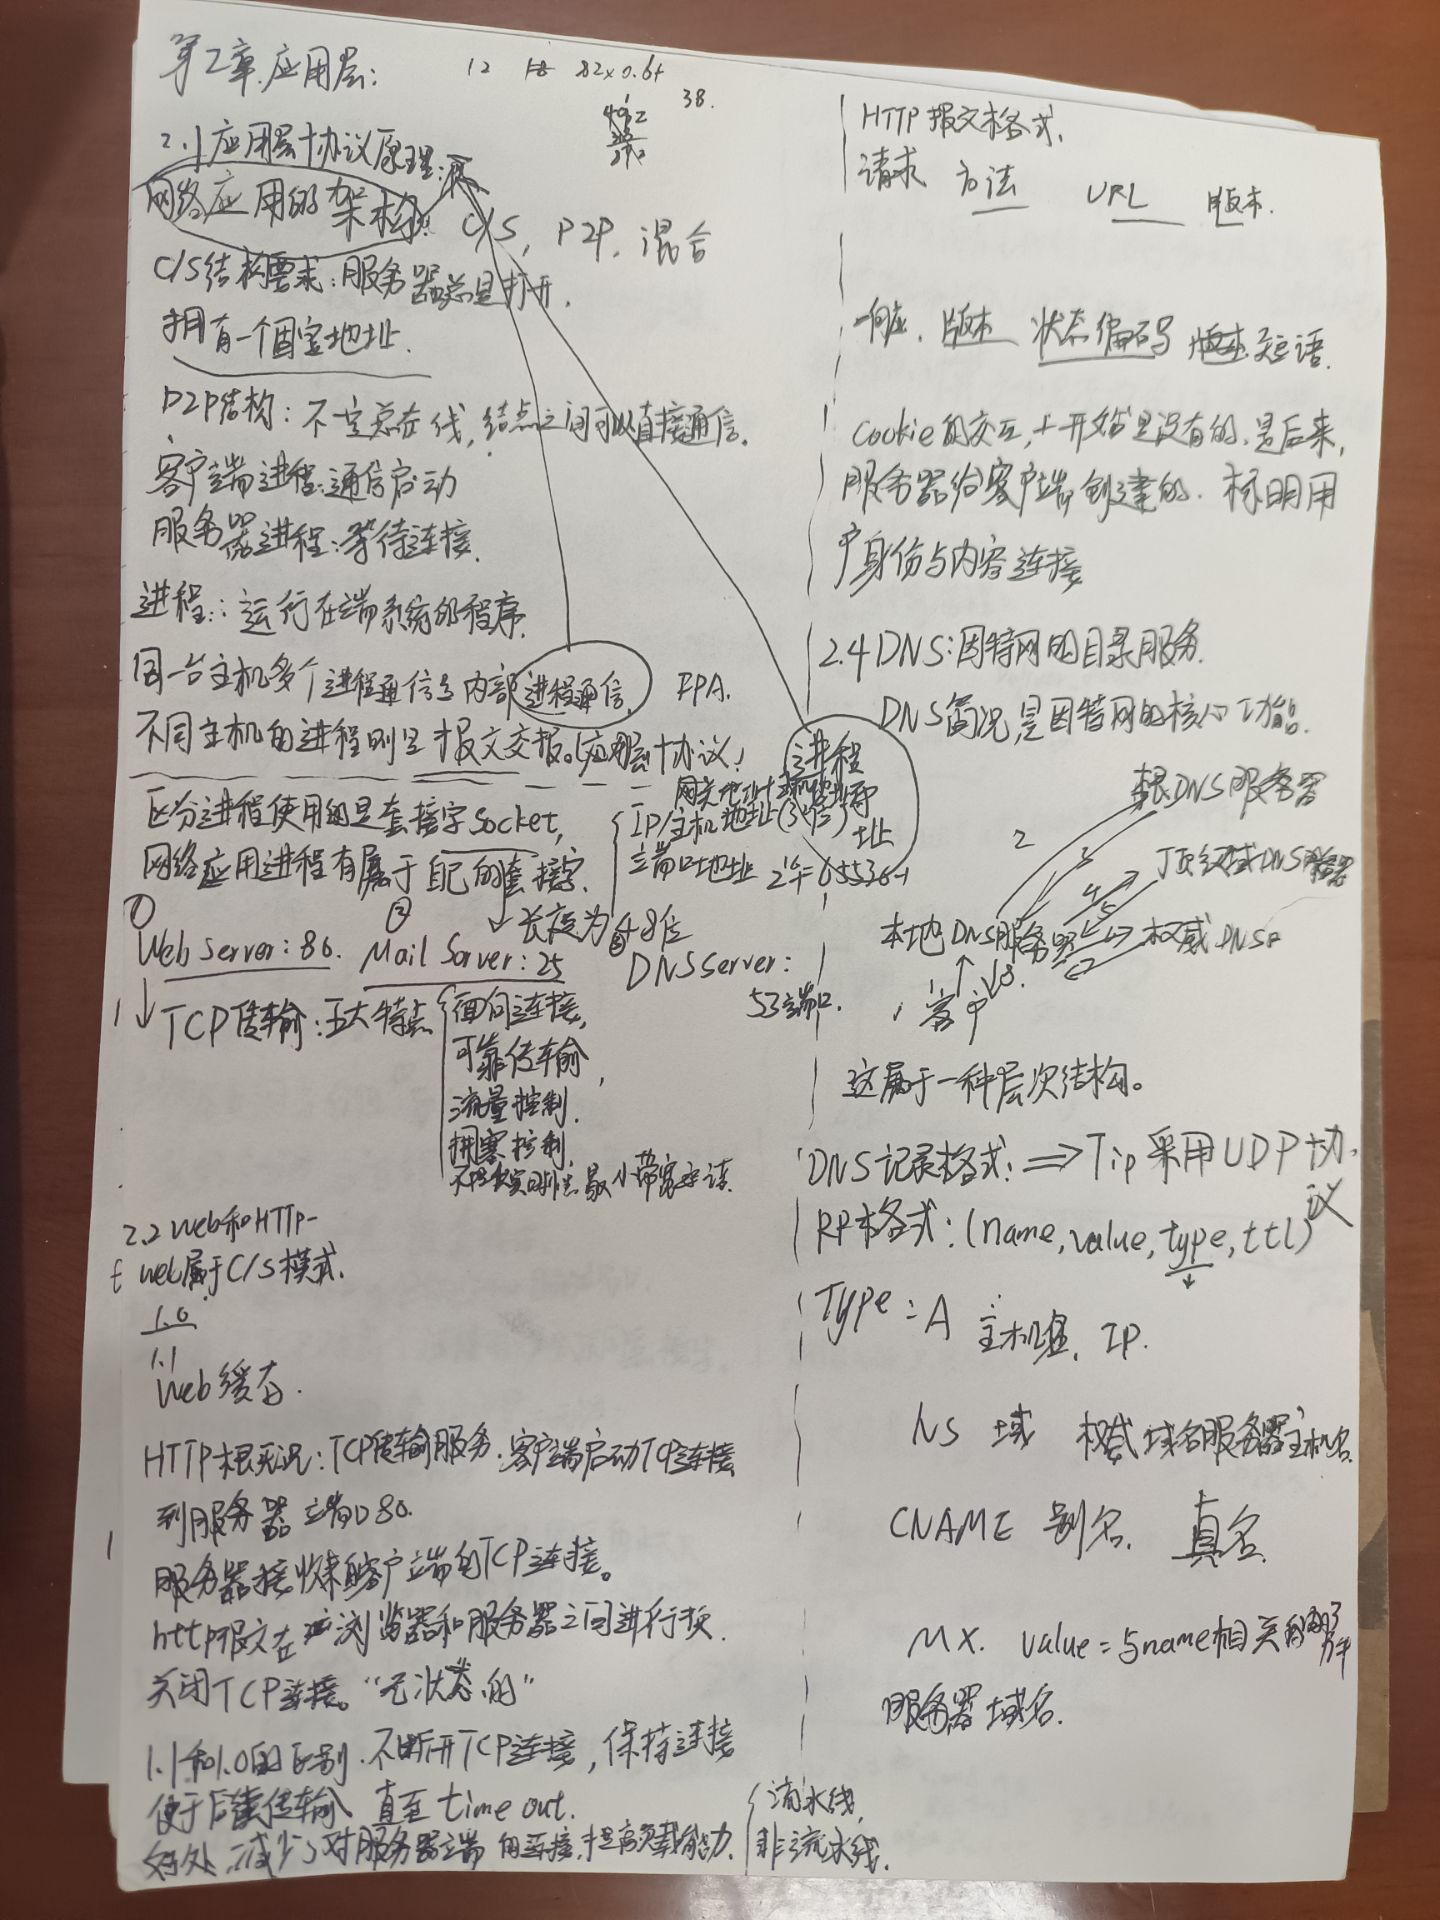 第2章.应用层:
12 82×0.6+
38.
2.1应用层协议原理:
网络应用的架构: C/S, P2P, 混合
C/S结构要求:服务器总是打开.
拥有一个固定地址.
P2P结构: 不一定总在线, 结点之间可以直接通信.
客户端进程:通信启动
服务器进程:等待连接.
进程:运行在端系统的程序.
同一台主机多个进程通信是内部进程通信.
不同主机的进程则是报文交换。(应用层协议)
进程
地址
区分进程使用的是套接字Socket,
IP/主机地址(32位)
网络应用进程有属于自己的套接字.
端口地址 65536-1
长度为48位
① Web Server:80. ② Mail Server:25
③ DNS Server:
53端口.
TCP传输:五大特点
面向连接,
可靠传输,
流量控制.
拥塞控制,
最小带宽承诺.
2.2 Web和HTTP
web属于C/S模式.
1.0
1.1
Web缓存.
HTTP概况:TCP传输服务.客户端启动TCP连接
到服务器 端口80.
服务器接收来自客户端的TCP连接。
http报文在浏览器和服务器之间进行交换.
关闭TCP连接。“无状态的”
1.1和1.0的区别.不断开TCP连接, 保持连接
便于后续传输 直至time out.
好处,减少了对服务器端的连接,提高负载能力.
流水线,
非流水线.
HTTP报文格式.
请求 方法 URL 版本.
响应. 版本 状态编码 短语.
Cookie的交互,一开始是没有的,是后来,
服务器给客户端创建的. 标明用
户身份与内容连接
2.4 DNS:因特网的目录服务.
DNS简况,是因特网的核心功能.
根DNS服务器
2
3
4
5
顶级域DNS服务器
本地DNS服务器
权威DNS
1 8.
客户
这属于一种层次结构。
DNS记录格式: ⇒Tip 采用UDP协
议
RR格式:(name,value,type,ttl)
Type=A 主机名. IP.
NS 域 权威域名服务器主机名.
CNAME 别名. 真名
MX. value=与name相关的邮件
服务器域名.